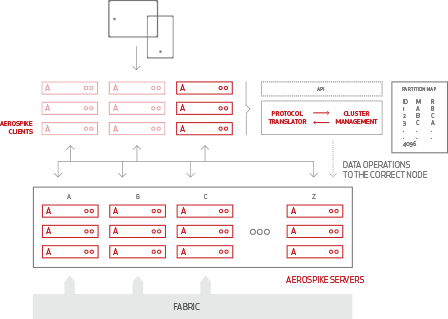 A A A
API
PARTITION MAP
A A A
ID M R
1 A B
2 B C
3 C A
. . .
. . .
4096
PROTOCOL TRANSLATOR
CLUSTER MANAGEMENT
AEROSPIKE CLIENTS
A A A
DATA OPERATIONS
TO THE CORRECT NODE
A B C Z
A A A A
A A A A
A A A A
AEROSPIKE SERVERS
FABRIC